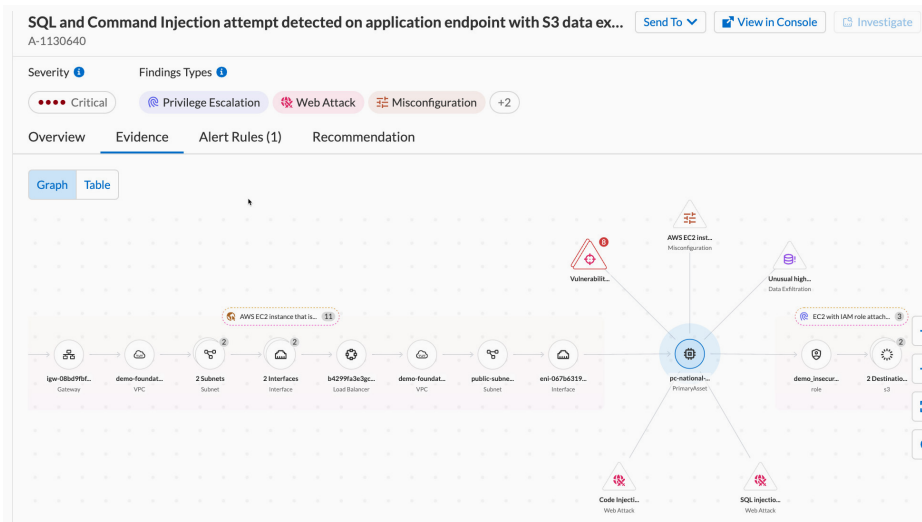 SQL and Command Injection attempt detected on application endpoint with S3 data ex...
Send To
View in Console
Investigate
A-1130640
Severity
Findings Types
Critical
Privilege Escalation
Web Attack
Misconfiguration
+2
Overview
Evidence
Alert Rules (1)
Recommendation
Graph
Table
AWS EC2 inst...
Misconfiguration
8
Vulnerabilit...
Unusual high...
Data Exfiltration
AWS EC2 instance that is... 11
EC2 with IAM role attach... 3
2
2
2
igw-08bd9fbf...
Gateway
demo-foundat...
VPC
2 Subnets
Subnet
2 Interfaces
Interface
b4299fa3e3gc...
Load Balancer
demo-foundat...
VPC
public-subne...
Subnet
eni-067b6319...
Interface
pc-national-...
PrimaryAsset
demo_insecur...
role
2 Destinatio...
s3
Code Injecti...
Web Attack
SQL injectio...
Web Attack